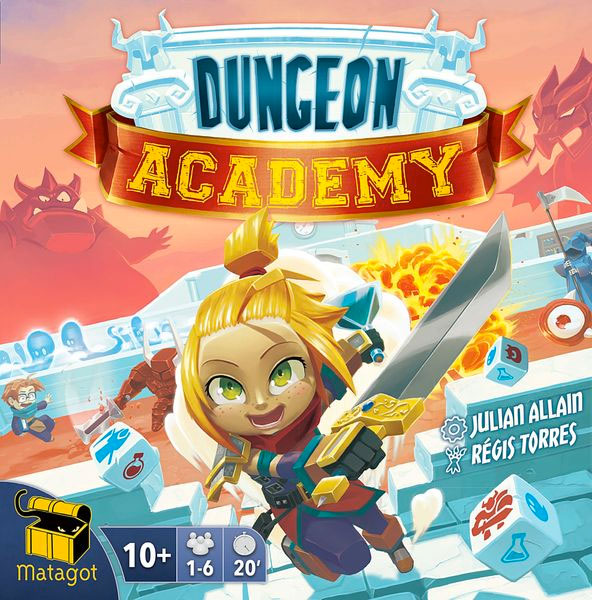 DUNGEON
ACADEMY
JULIAN ALLAIN
RÉGIS TORRES
10+
1-6
20'
Matagot